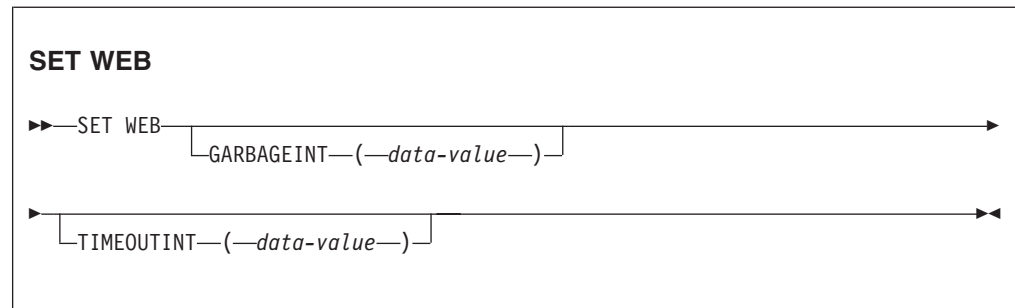 SET WEB
SET WEB
GARBAGEINT ( data-value )
TIMEOUTINT ( data-value )